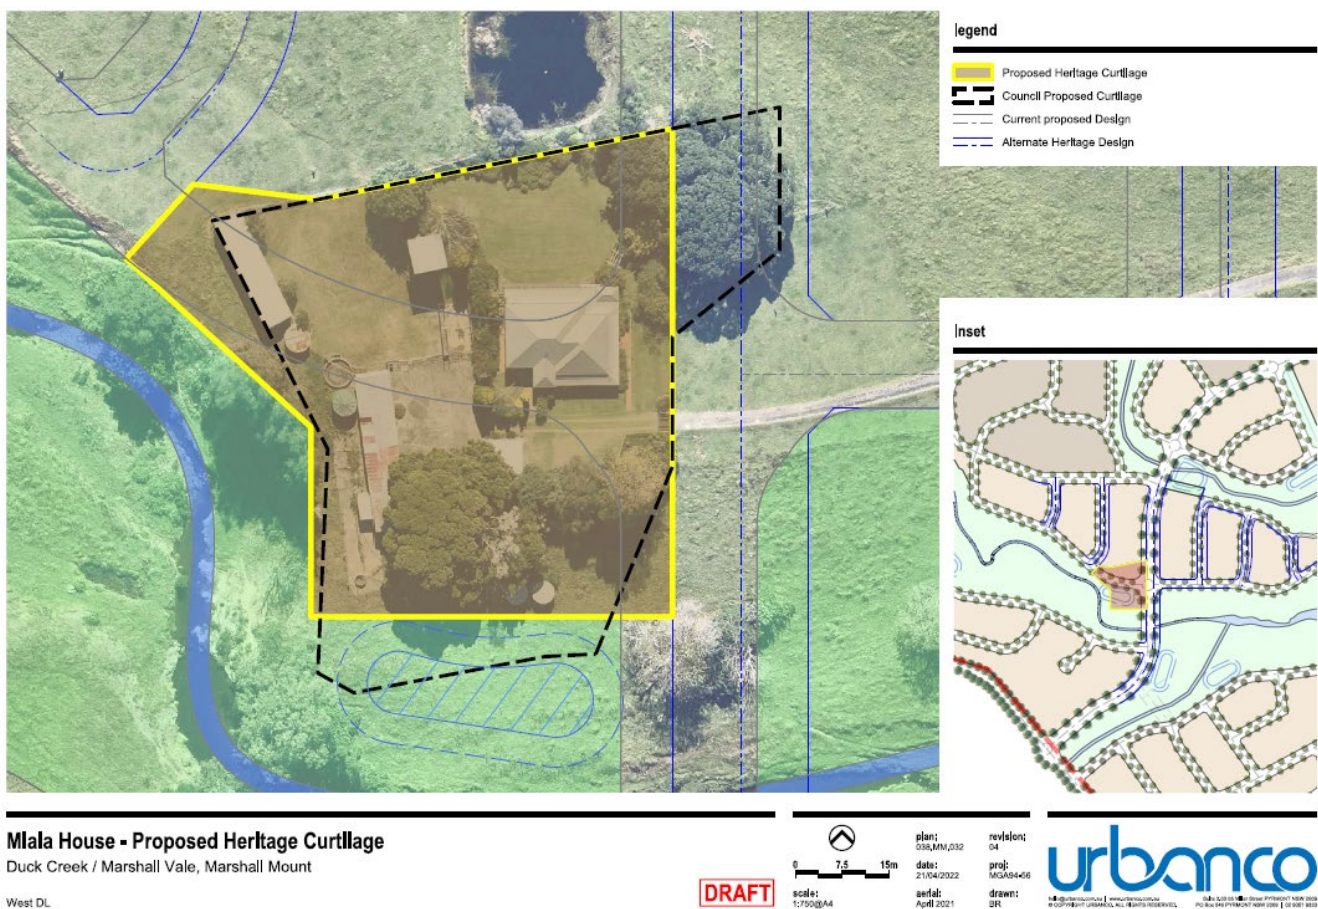 legend
Proposed Heritage Curtilage
Council Proposed Curtilage
Current proposed Design
Alternate Heritage Design
Inset
Miala House - Proposed Heritage Curtilage
Duck Creek / Marshall Vale, Marshall Mount
West DL
DRAFT
0 7.5 15m
scale:
1:750@A4
plan:
038,MM,032
date:
21/04/2022
aerial:
April 2021
revision:
04
proj:
MGA94-56
drawn:
BR
urbanco